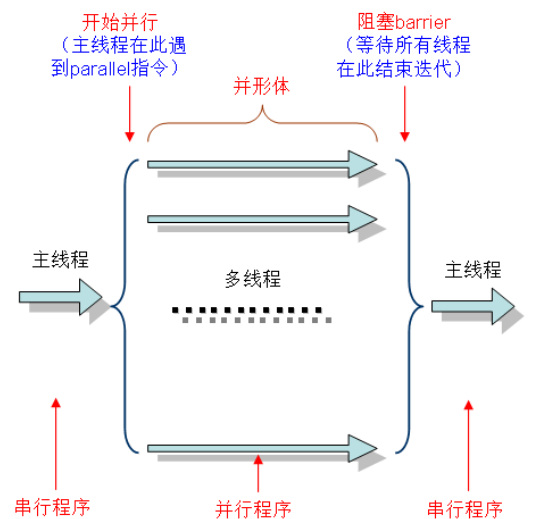 开始并行
（主线程在此遇
到parallel指令）
阻塞barrier
（等待所有线程
在此结束迭代）
并形体
主线程
多线程
主线程
串行程序
并行程序
串行程序